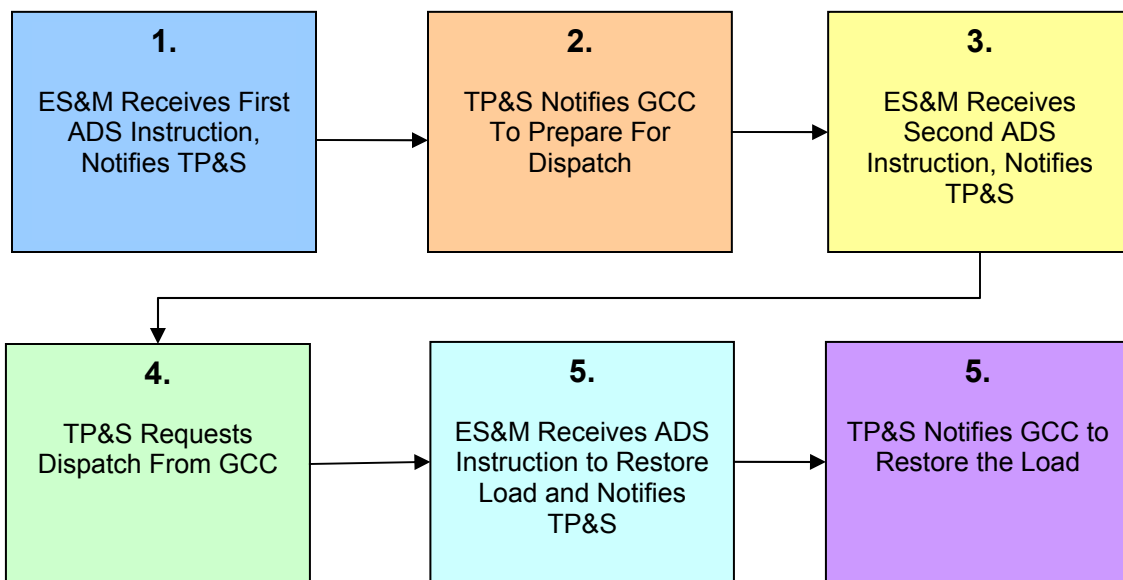 1.
ES&M Receives First
ADS Instruction,
Notifies TP&S
2.
TP&S Notifies GCC
To Prepare For
Dispatch
3.
ES&M Receives
Second ADS
Instruction, Notifies
TP&S
4.
TP&S Requests
Dispatch From GCC
5.
ES&M Receives ADS
Instruction to Restore
Load and Notifies
TP&S
5.
TP&S Notifies GCC to
Restore the Load